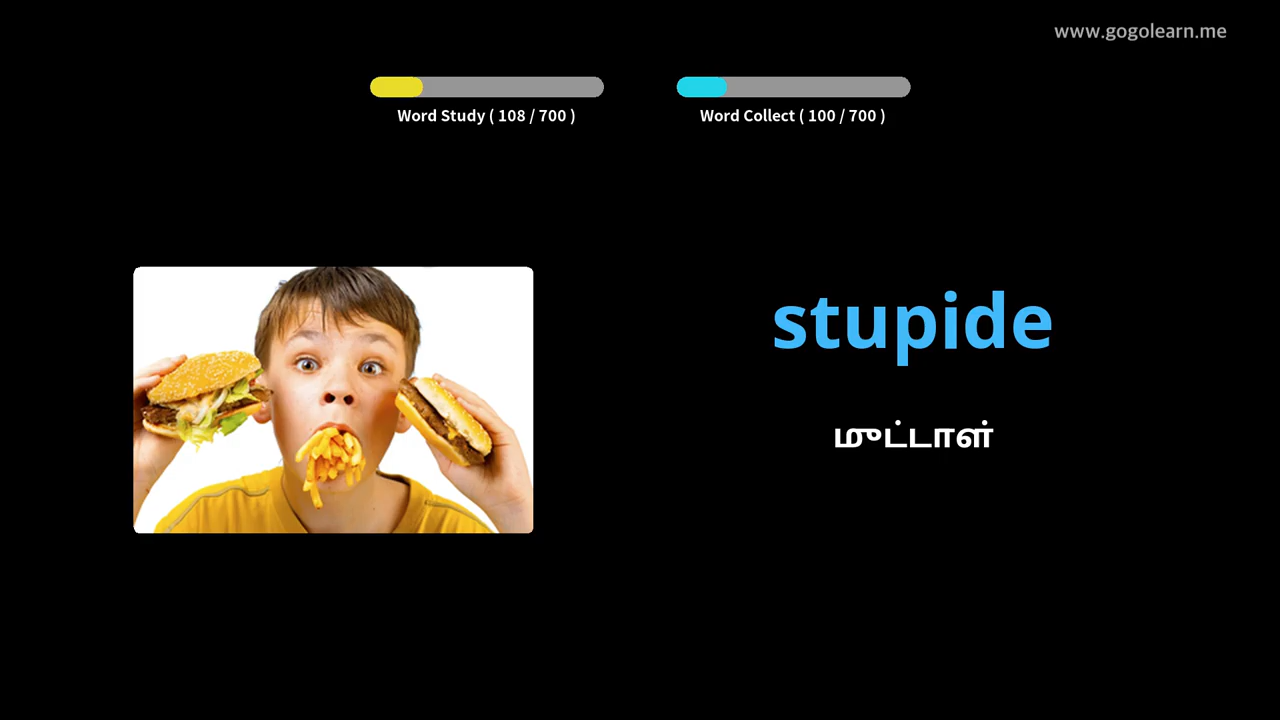 www.gogolearn.me
Word Study ( 108 / 700 )
Word Collect ( 100 / 700 )
stupide
முட்டாள்